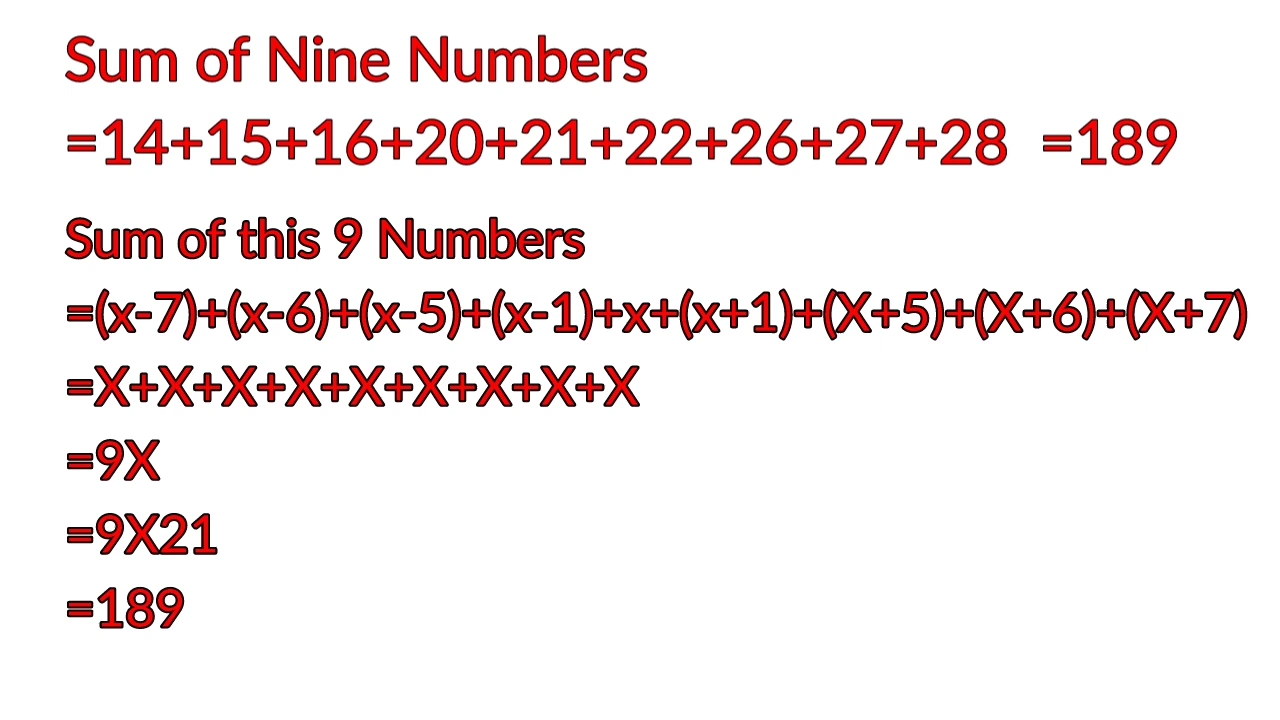 Sum of Nine Numbers
=14+15+16+20+21+22+26+27+28 =189
Sum of this 9 Numbers
=(x-7)+(x-6)+(x-5)+(x-1)+x+(x+1)+(X+5)+(X+6)+(X+7)
=X+X+X+X+X+X+X+X+X
=9X
=9X21
=189